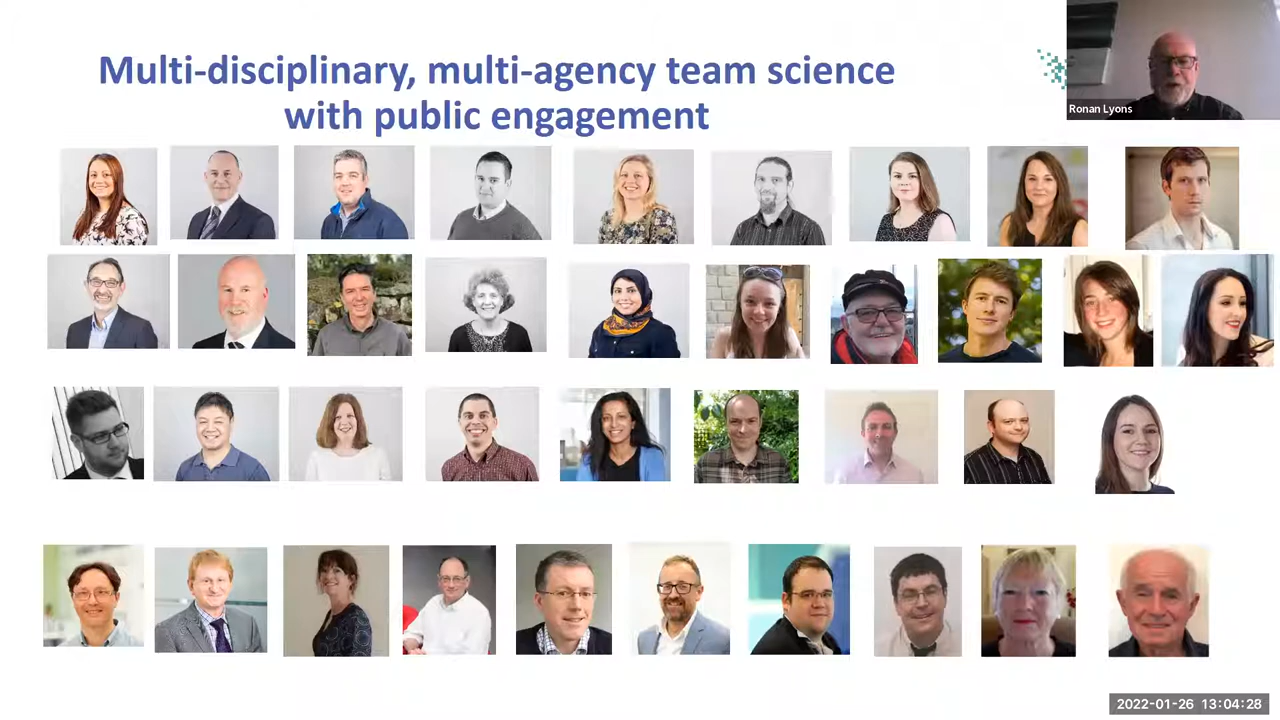 Multi-disciplinary, multi-agency team science
with public engagement
Ronan Lyons
2022-01-26 13:04:28